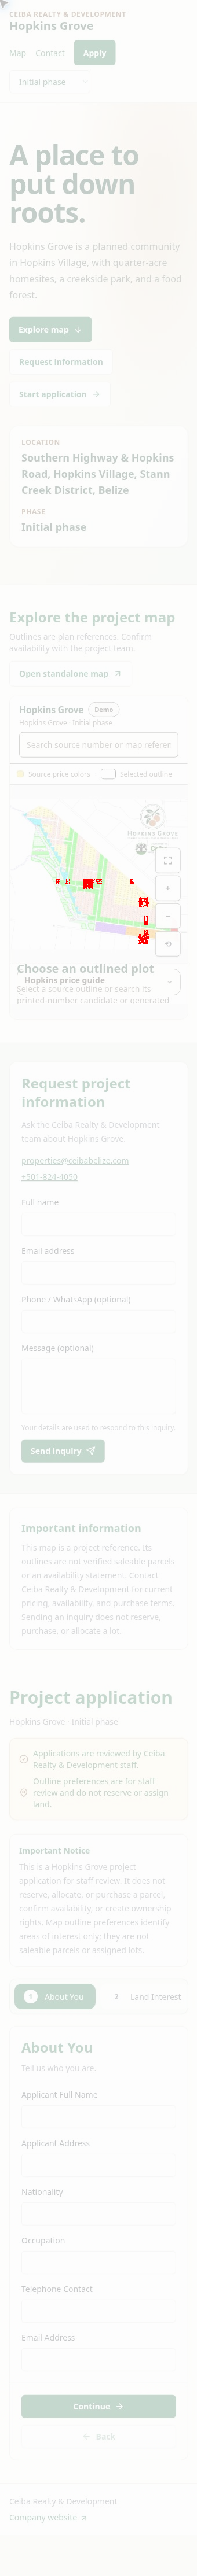 CEIBA REALTY & DEVELOPMENT
Hopkins Grove
Map Contact Apply
Initial phase
A place to
put down
roots.
Hopkins Grove is a planned community
in Hopkins Village, with quarter-acre
homesites, a creekside park, and a food
forest.
Explore map
Request information
Start application
LOCATION
Southern Highway & Hopkins
Road, Hopkins Village, Stann
Creek District, Belize
PHASE
Initial phase
Explore the project map
Outlines are plan references. Confirm
availability with the project team.
Open standalone map
Hopkins Grove Demo
Hopkins Grove · Initial phase
Search source number or map referen
Source price colors Selected outline
HOPKINS GROVE
Choose an outlined plot
Hopkins price guide
Select a source outline or search its
printed-number candidate or generated
Request project
information
Ask the Ceiba Realty & Development
team about Hopkins Grove.
properties@ceibabelize.com
+501-824-4050
Full name
Email address
Phone / WhatsApp (optional)
Message (optional)
Your details are used to respond to this inquiry.
Send inquiry
Important information
This map is a project reference. Its
outlines are not verified saleable parcels
or an availability statement. Contact
Ceiba Realty & Development for current
pricing, availability, and purchase terms.
Sending an inquiry does not reserve,
purchase, or allocate a lot.
Project application
Hopkins Grove · Initial phase
Applications are reviewed by Ceiba
Realty & Development staff.
Outline preferences are for staff
review and do not reserve or assign
land.
Important Notice
This is a Hopkins Grove project
application for staff review. It does not
reserve, allocate, or purchase a parcel,
confirm availability, or create ownership
rights. Map outline preferences identify
areas of interest only; they are not
saleable parcels or assigned lots.
1 About You 2 Land Interest
About You
Tell us who you are.
Applicant Full Name
Applicant Address
Nationality
Occupation
Telephone Contact
Email Address
Continue
Back
Ceiba Realty & Development
Company website